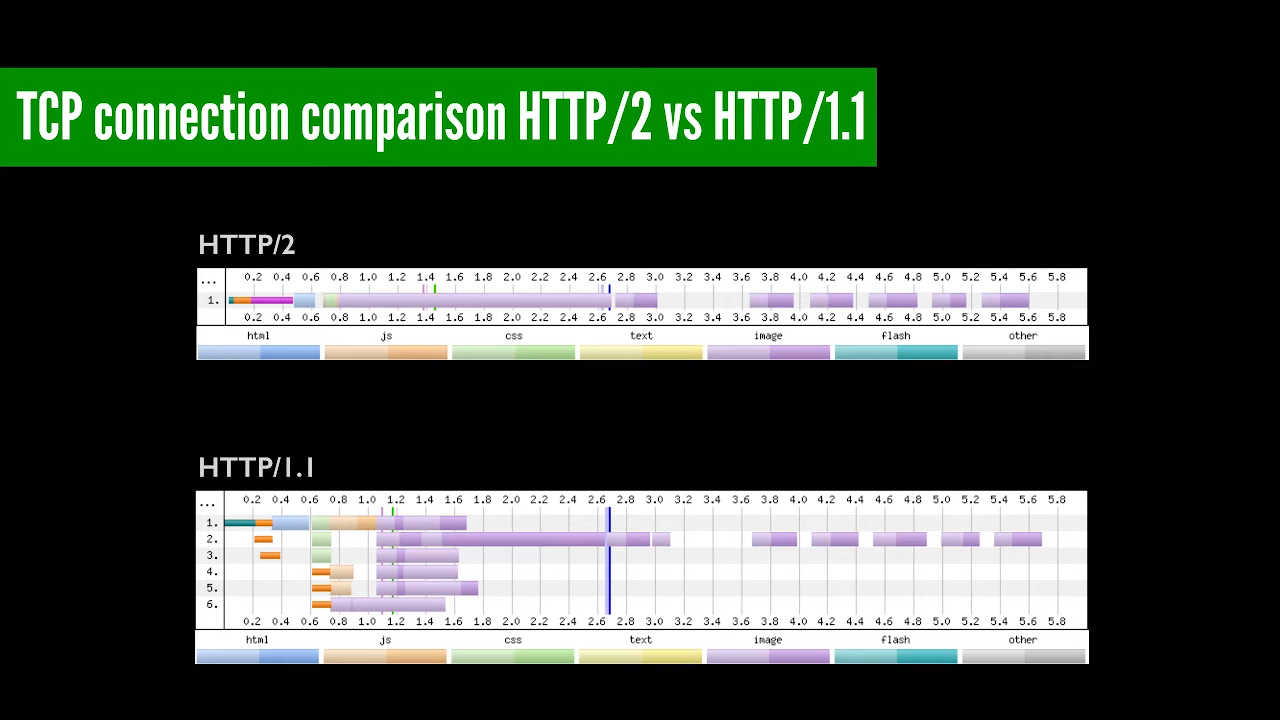 TCP connection comparison HTTP/2 vs HTTP/1.1
HTTP/2
... 0.2 0.4 0.6 0.8 1.0 1.2 1.4 1.6 1.8 2.0 2.2 2.4 2.6 2.8 3.0 3.2 3.4 3.6 3.8 4.0 4.2 4.4 4.6 4.8 5.0 5.2 5.4 5.6 5.8
1.
0.2 0.4 0.6 0.8 1.0 1.2 1.4 1.6 1.8 2.0 2.2 2.4 2.6 2.8 3.0 3.2 3.4 3.6 3.8 4.0 4.2 4.4 4.6 4.8 5.0 5.2 5.4 5.6 5.8
html js css text image flash other
HTTP/1.1
... 0.2 0.4 0.6 0.8 1.0 1.2 1.4 1.6 1.8 2.0 2.2 2.4 2.6 2.8 3.0 3.2 3.4 3.6 3.8 4.0 4.2 4.4 4.6 4.8 5.0 5.2 5.4 5.6 5.8
1.
2.
3.
4.
5.
6.
0.2 0.4 0.6 0.8 1.0 1.2 1.4 1.6 1.8 2.0 2.2 2.4 2.6 2.8 3.0 3.2 3.4 3.6 3.8 4.0 4.2 4.4 4.6 4.8 5.0 5.2 5.4 5.6 5.8
html js css text image flash other